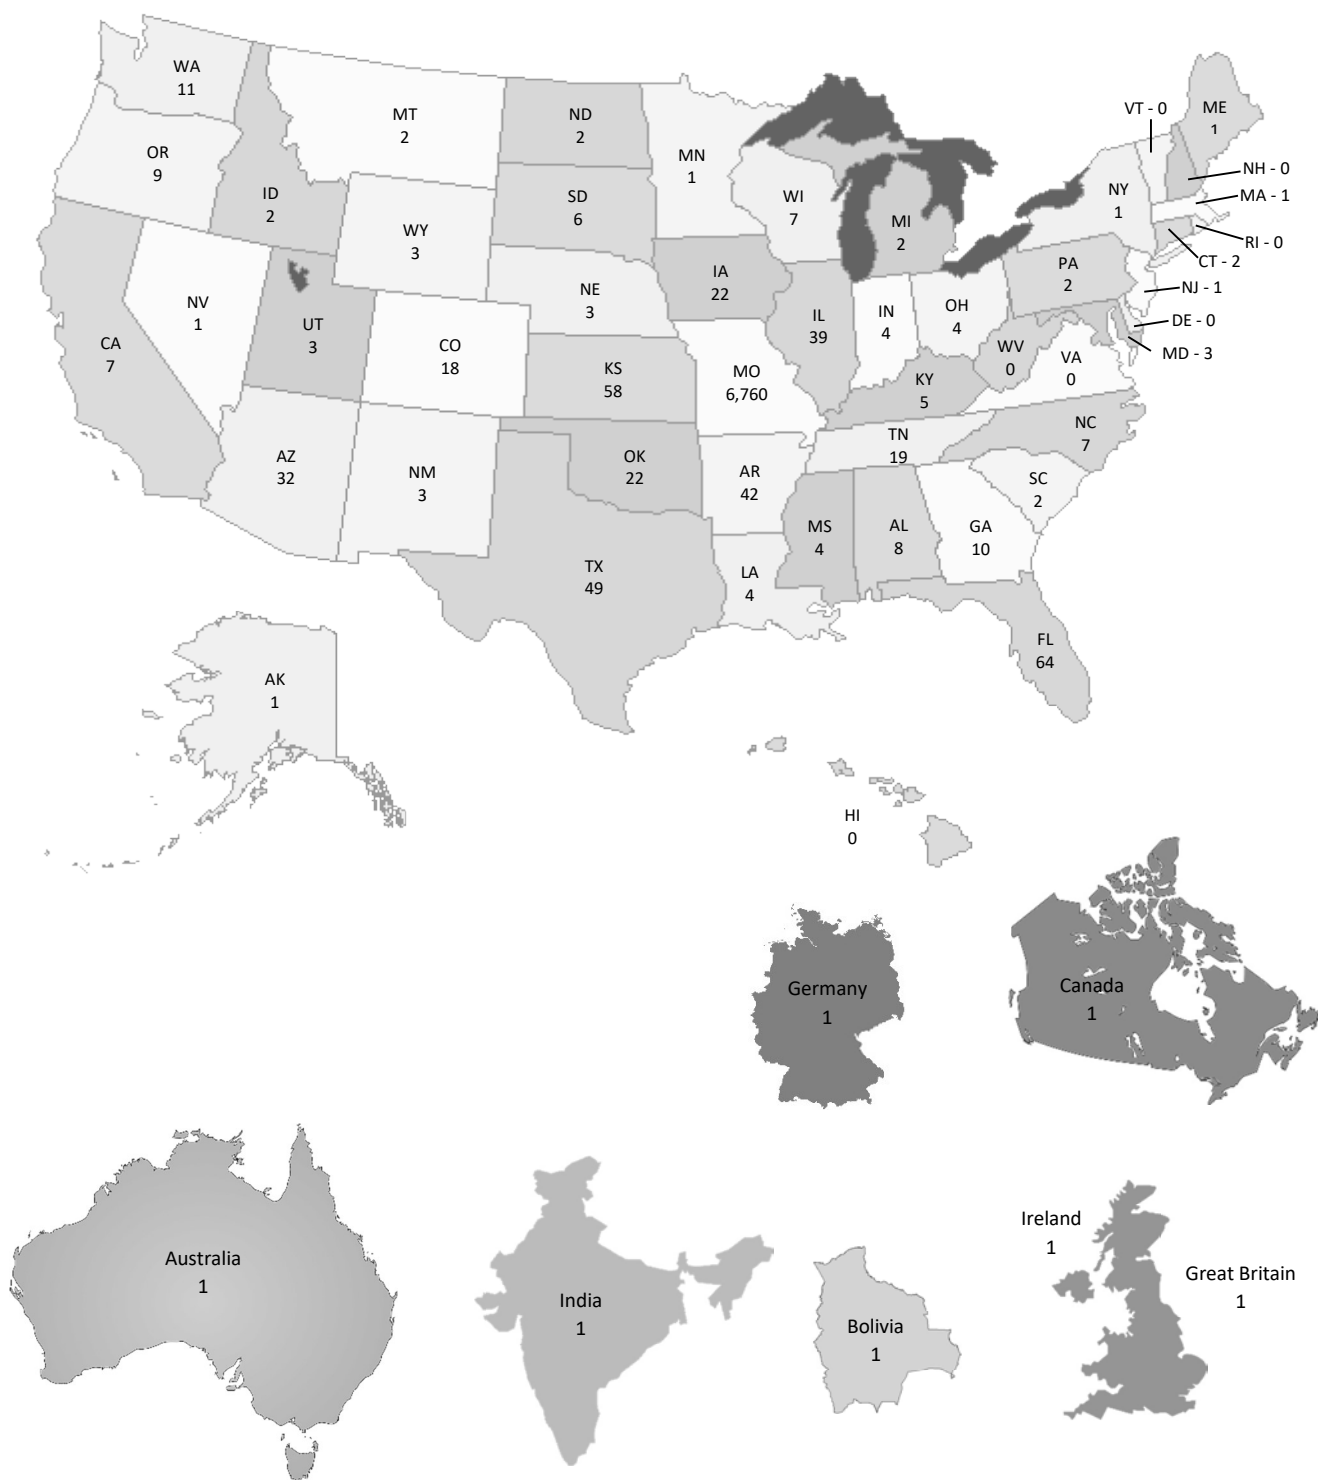 WA
11
MT
2
ND
2
MN
1
VT - 0
ME
1
OR
9
ID
2
SD
6
WI
7
MI
2
NY
1
NH - 0
MA - 1
RI - 0
CT - 2
WY
3
IA
22
PA
2
NJ - 1
NV
1
UT
3
NE
3
IL
39
IN
4
OH
4
DE - 0
MD - 3
CA
7
CO
18
KS
58
MO
6,760
KY
5
WV
0
VA
0
AZ
32
NM
3
OK
22
AR
42
TN
19
NC
7
SC
2
TX
49
LA
4
MS
4
AL
8
GA
10
FL
64
AK
1
HI
0
Germany
1
Canada
1
Australia
1
India
1
Bolivia
1
Ireland
1
Great Britain
1